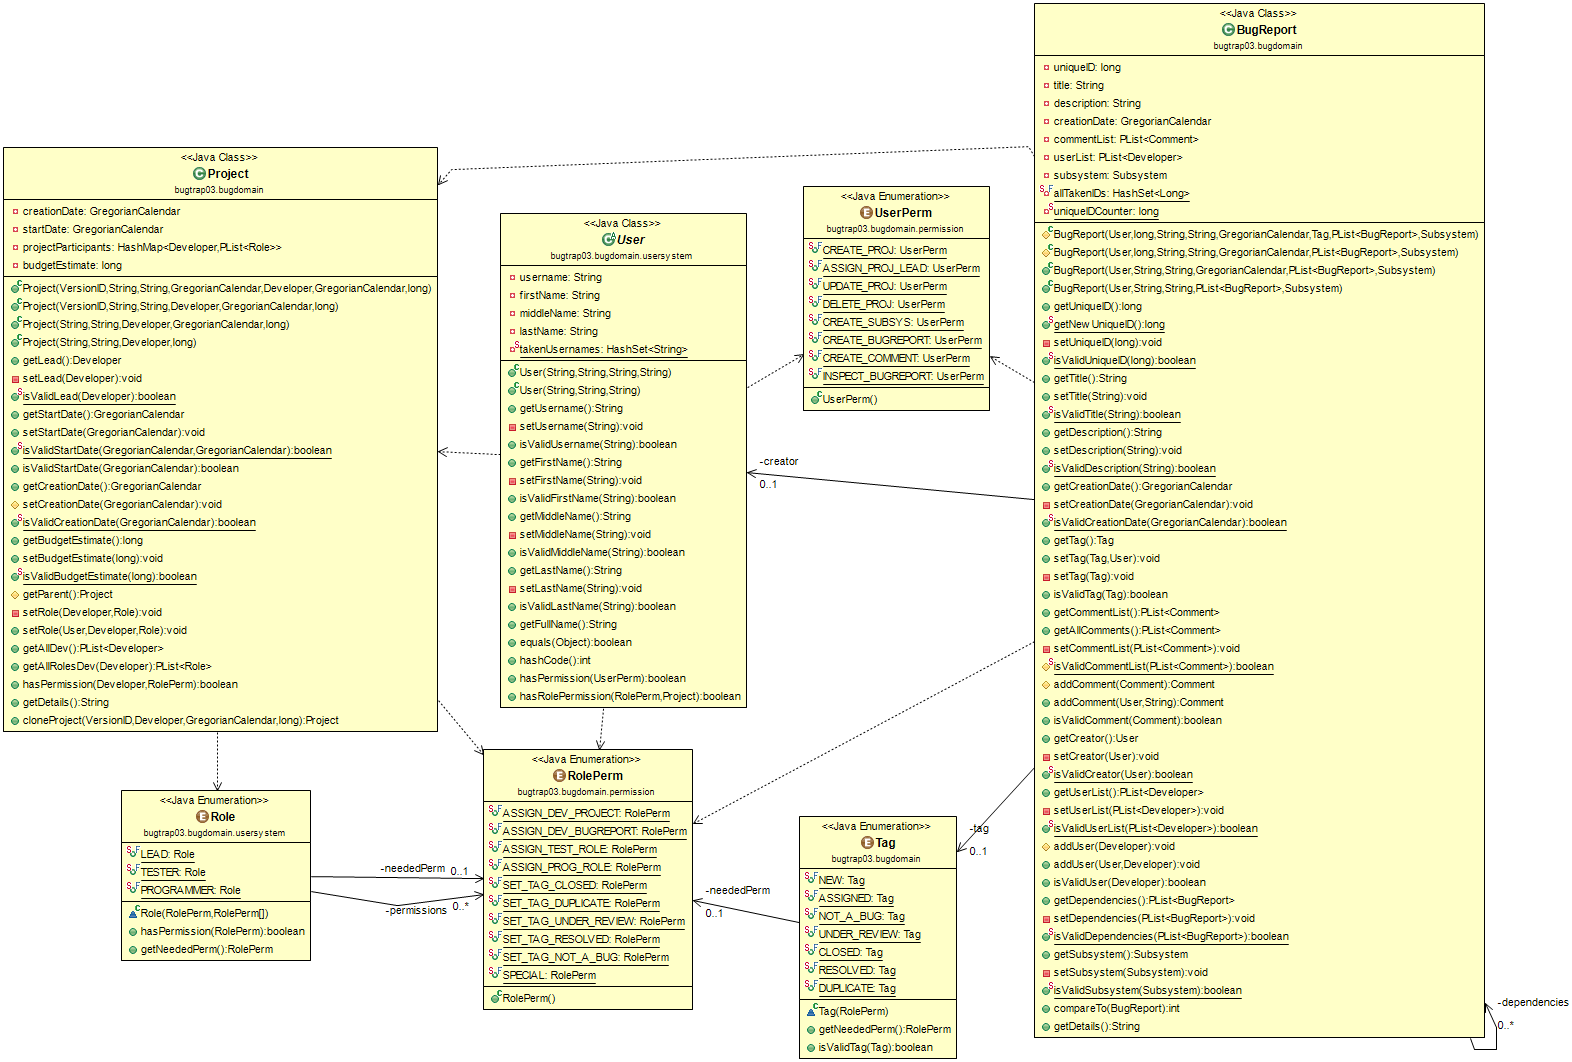 <<Java Class>>
Project
bugtrap03.bugdomain
creationDate: GregorianCalendar
startDate: GregorianCalendar
projectParticipants: HashMap<Developer,PList<Role>>
budgetEstimate: long
Project(VersionID,String,String,GregorianCalendar,Developer,GregorianCalendar,long)
Project(VersionID,String,String,Developer,GregorianCalendar,long)
Project(String,String,Developer,GregorianCalendar,long)
Project(String,String,Developer,long)
getLead():Developer
setLead(Developer):void
isValidLead(Developer):boolean
getStartDate():GregorianCalendar
setStartDate(GregorianCalendar):void
isValidStartDate(GregorianCalendar,GregorianCalendar):boolean
isValidStartDate(GregorianCalendar):boolean
getCreationDate():GregorianCalendar
setCreationDate(GregorianCalendar):void
isValidCreationDate(GregorianCalendar):boolean
getBudgetEstimate():long
setBudgetEstimate(long):void
isValidBudgetEstimate(long):boolean
getParent():Project
setRole(Developer,Role):void
setRole(User,Developer,Role):void
getAllDev():PList<Developer>
getAllRolesDev(Developer):PList<Role>
hasPermission(Developer,RolePerm):boolean
getDetails():String
cloneProject(VersionID,Developer,GregorianCalendar,long):Project
<<Java Class>>
User
bugtrap03.bugdomain.usersystem
username: String
firstName: String
middleName: String
lastName: String
takenUsernames: HashSet<String>
User(String,String,String,String)
User(String,String,String)
getUsername():String
setUsername(String):void
isValidUsername(String):boolean
getFirstName():String
setFirstName(String):void
isValidFirstName(String):boolean
getMiddleName():String
setMiddleName(String):void
isValidMiddleName(String):boolean
getLastName():String
setLastName(String):void
isValidLastName(String):boolean
getFullName():String
equals(Object):boolean
hashCode():int
hasPermission(UserPerm):boolean
hasRolePermission(RolePerm,Project):boolean
<<Java Enumeration>>
UserPerm
bugtrap03.bugdomain.permission
CREATE_PROJ: UserPerm
ASSIGN_PROJ_LEAD: UserPerm
UPDATE_PROJ: UserPerm
DELETE_PROJ: UserPerm
CREATE_SUBSYS: UserPerm
CREATE_BUGREPORT: UserPerm
CREATE_COMMENT: UserPerm
INSPECT_BUGREPORT: UserPerm
UserPerm()
<<Java Class>>
BugReport
bugtrap03.bugdomain
uniqueID: long
title: String
description: String
creationDate: GregorianCalendar
commentList: PList<Comment>
userList: PList<Developer>
subsystem: Subsystem
allTakenIDs: HashSet<Long>
uniqueIDCounter: long
BugReport(User,long,String,String,GregorianCalendar,Tag,PList<BugReport>,Subsystem)
BugReport(User,long,String,String,GregorianCalendar,PList<BugReport>,Subsystem)
BugReport(User,String,String,GregorianCalendar,PList<BugReport>,Subsystem)
BugReport(User,String,String,PList<BugReport>,Subsystem)
getUniqueID():long
getNewUniqueID():long
setUniqueID(long):void
isValidUniqueID(long):boolean
getTitle():String
setTitle(String):void
isValidTitle(String):boolean
getDescription():String
setDescription(String):void
isValidDescription(String):boolean
getCreationDate():GregorianCalendar
setCreationDate(GregorianCalendar):void
isValidCreationDate(GregorianCalendar):boolean
getTag():Tag
setTag(Tag,User):void
setTag(Tag):void
isValidTag(Tag):boolean
getCommentList():PList<Comment>
getAllComments():PList<Comment>
setCommentList(PList<Comment>):void
isValidCommentList(PList<Comment>):boolean
addComment(Comment):Comment
addComment(User,String):Comment
isValidComment(Comment):boolean
getCreator():User
setCreator(User):void
isValidCreator(User):boolean
getUserList():PList<Developer>
setUserList(PList<Developer>):void
isValidUserList(PList<Developer>):boolean
addUser(Developer):void
addUser(User,Developer):void
isValidUser(Developer):boolean
getDependencies():PList<BugReport>
setDependencies(PList<BugReport>):void
isValidDependencies(PList<BugReport>):boolean
getSubsystem():Subsystem
setSubsystem(Subsystem):void
isValidSubsystem(Subsystem):boolean
compareTo(BugReport):int
getDetails():String
-creator
0..1
-tag
0..1
-dependencies
0..*
<<Java Enumeration>>
Role
bugtrap03.bugdomain.usersystem
LEAD: Role
TESTER: Role
PROGRAMMER: Role
Role(RolePerm,RolePerm[])
hasPermission(RolePerm):boolean
getNeededPerm():RolePerm
-neededPerm
0..1
-permissions
0..*
<<Java Enumeration>>
RolePerm
bugtrap03.bugdomain.permission
ASSIGN_DEV_PROJECT: RolePerm
ASSIGN_DEV_BUGREPORT: RolePerm
ASSIGN_TEST_ROLE: RolePerm
ASSIGN_PROG_ROLE: RolePerm
SET_TAG_CLOSED: RolePerm
SET_TAG_DUPLICATE: RolePerm
SET_TAG_UNDER_REVIEW: RolePerm
SET_TAG_RESOLVED: RolePerm
SET_TAG_NOT_A_BUG: RolePerm
SPECIAL: RolePerm
RolePerm()
-neededPerm
0..1
<<Java Enumeration>>
Tag
bugtrap03.bugdomain
NEW: Tag
ASSIGNED: Tag
NOT_A_BUG: Tag
UNDER_REVIEW: Tag
CLOSED: Tag
RESOLVED: Tag
DUPLICATE: Tag
Tag(RolePerm)
getNeededPerm():RolePerm
isValidTag(Tag):boolean